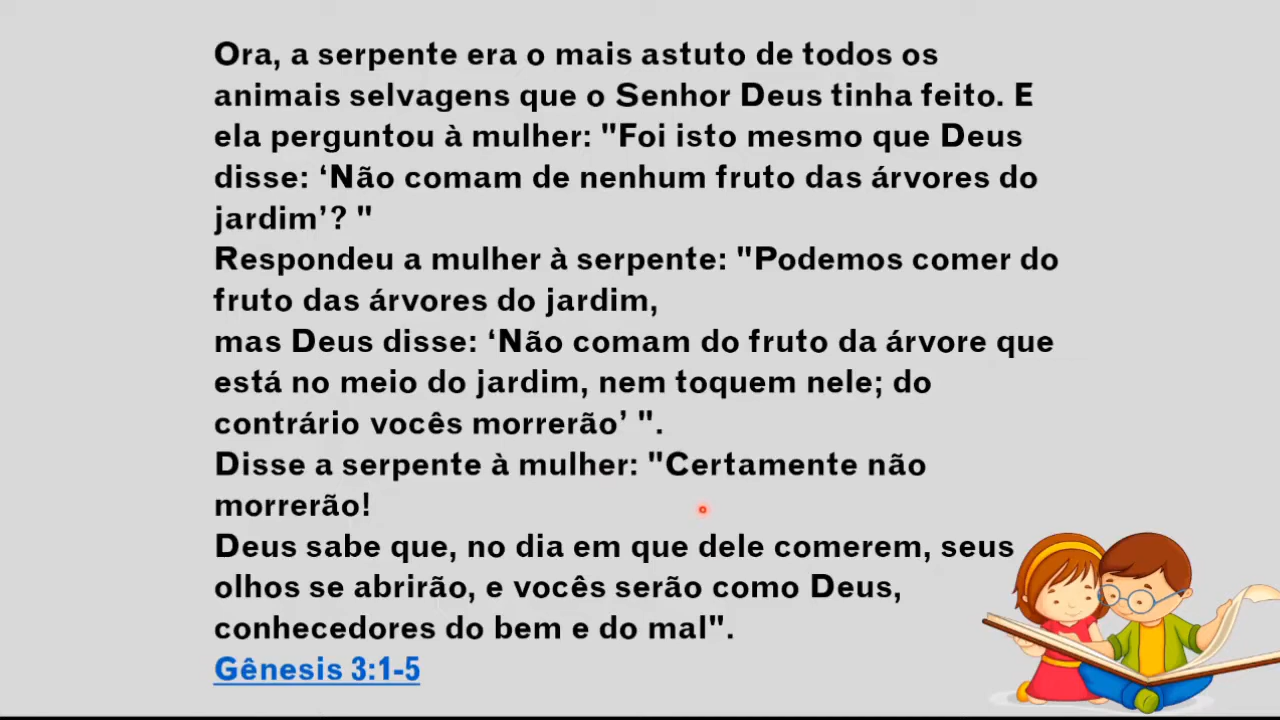 Ora, a serpente era o mais astuto de todos os
animais selvagens que o Senhor Deus tinha feito. E
ela perguntou à mulher: "Foi isto mesmo que Deus
disse: ‘Não comam de nenhum fruto das árvores do
jardim’? "
Respondeu a mulher à serpente: "Podemos comer do
fruto das árvores do jardim,
mas Deus disse: ‘Não comam do fruto da árvore que
está no meio do jardim, nem toquem nele; do
contrário vocês morrerão’ ".
Disse a serpente à mulher: "Certamente não
morrerão!
Deus sabe que, no dia em que dele comerem, seus
olhos se abrirão, e vocês serão como Deus,
conhecedores do bem e do mal".
Gênesis 3:1-5